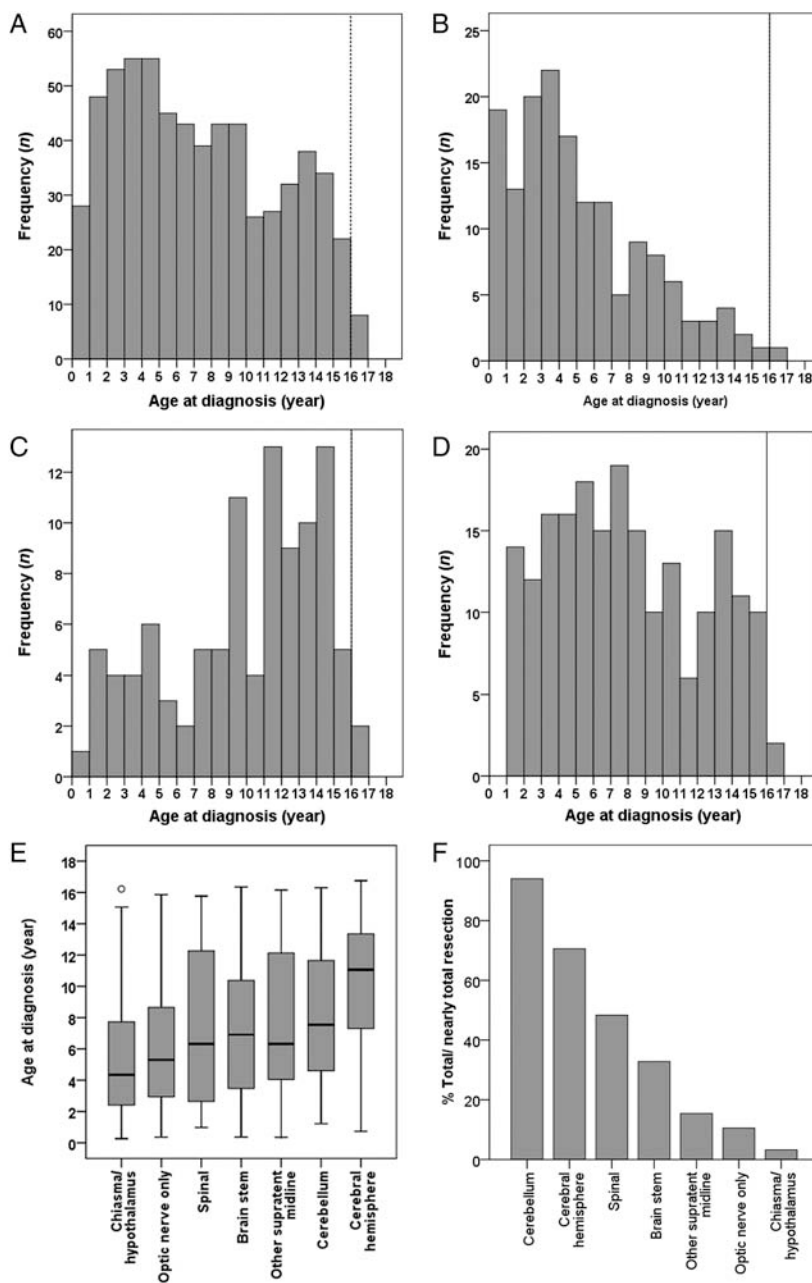 A
Frequency (n)
60
50
40
30
20
10
0
0 1 2 3 4 5 6 7 8 9 10 11 12 13 14 15 16 17 18
Age at diagnosis (year)
B
Frequency (n)
25
20
15
10
5
0
0 1 2 3 4 5 6 7 8 9 10 11 12 13 14 15 16 17 18
Age at diagnosis (year)
C
Frequency (n)
12
10
8
6
4
2
0
0 1 2 3 4 5 6 7 8 9 10 11 12 13 14 15 16 17 18
Age at diagnosis (year)
D
Frequency (n)
20
15
10
5
0
0 1 2 3 4 5 6 7 8 9 10 11 12 13 14 15 16 17 18
Age at diagnosis (year)
E
Age at diagnosis (year)
18
16
14
12
10
8
6
4
2
0
Chiasma/
hypothalamus
Optic nerve only
Spinal
Brain stem
Other supratent
midline
Cerebellum
Cerebral
hemisphere
F
% Total/ nearly total resection
100
80
60
40
20
0
Cerebellum
Cerebral
hemisphere
Spinal
Brain stem
Other supratent
midline
Optic nerve only
Chiasma/
hypothalamus